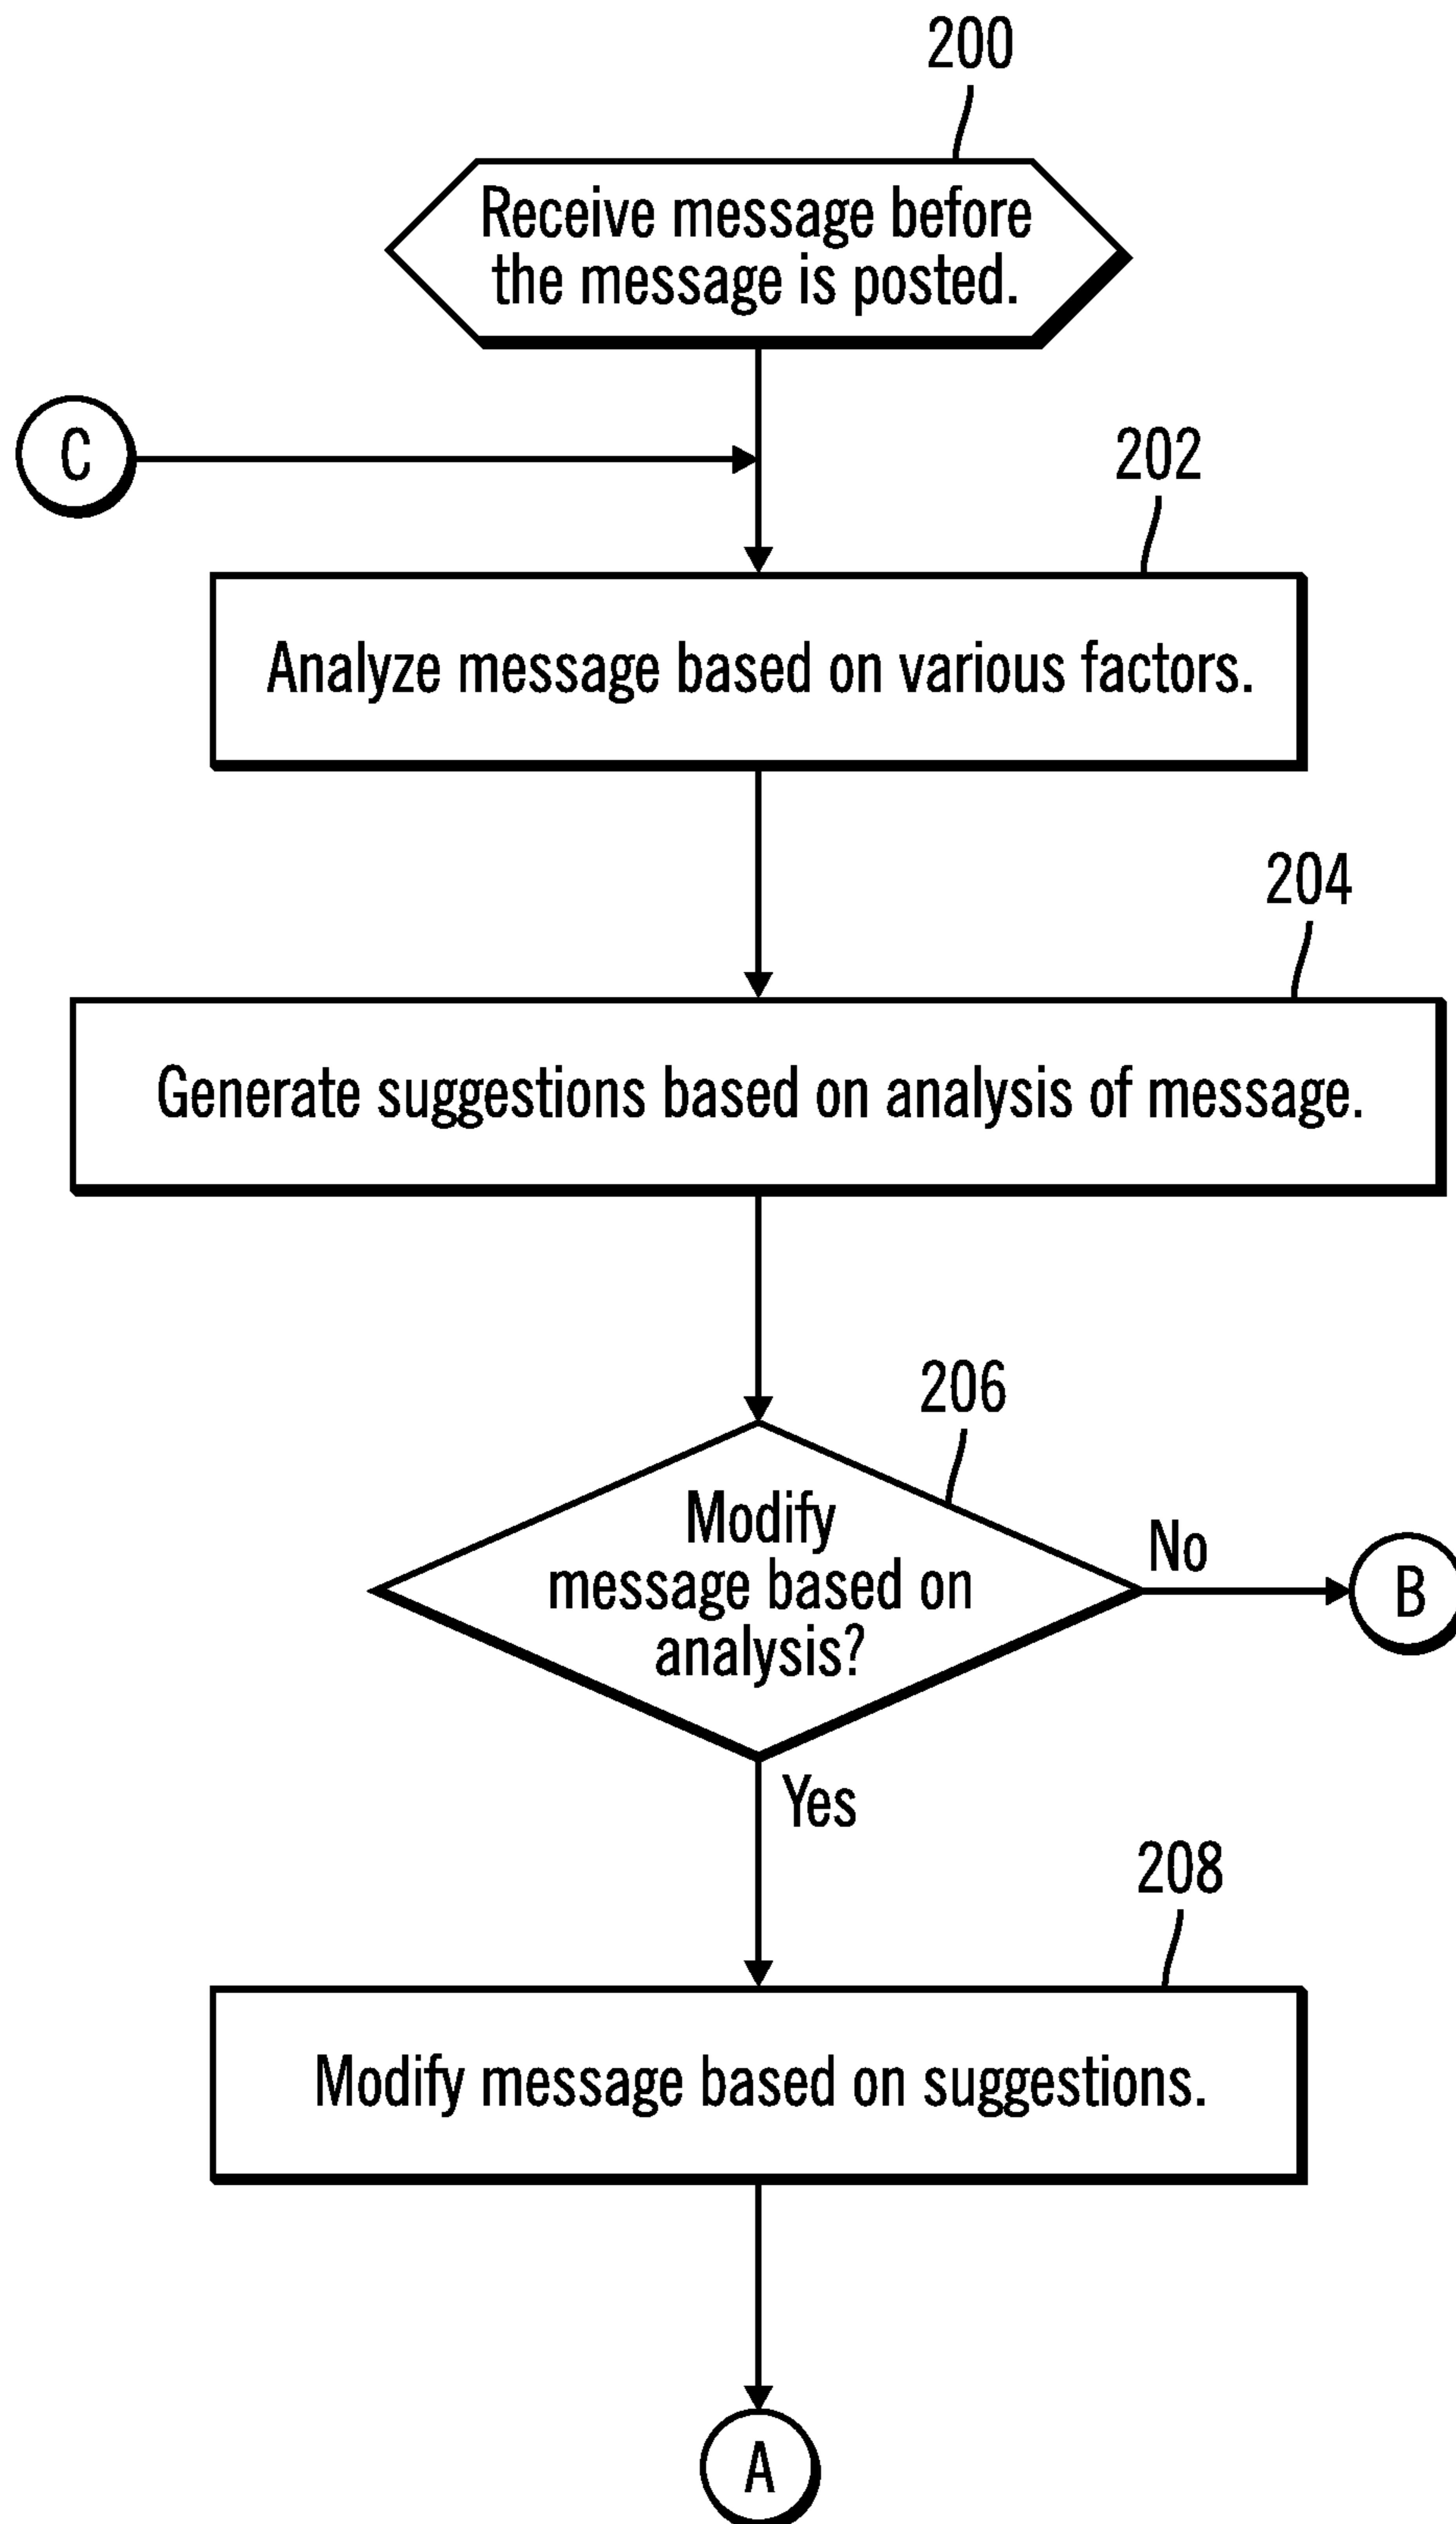 200
Receive message before
the message is posted.
C
202
Analyze message based on various factors.
204
Generate suggestions based on analysis of message.
206
Modify
message based on
analysis?
No
B
Yes
208
Modify message based on suggestions.
A